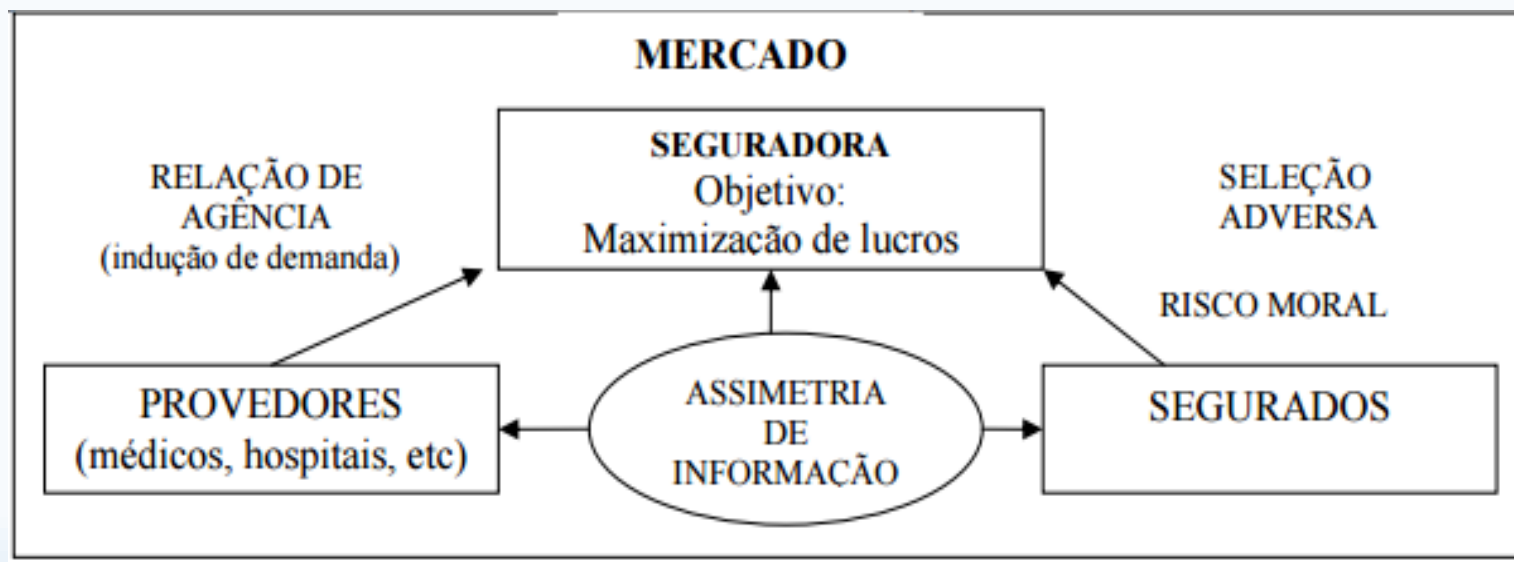 MERCADO
SEGURADORA
Objetivo:
Maximização de lucros
RELAÇÃO DE
AGÊNCIA
(indução de demanda)
SELEÇÃO
ADVERSA
RISCO MORAL
PROVEDORES
(médicos, hospitais, etc)
ASSIMETRIA
DE
INFORMAÇÃO
SEGURADOS